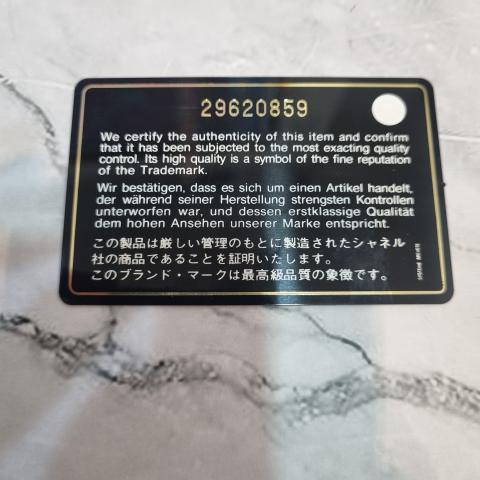 29620859
We certify the authenticity of this item and confirm
that it has been subjected to the most exacting quality
control. Its high quality is a symbol of the fine reputation
of the Trademark.
Wir bestätigen, dass es sich um einen Artikel handelt,
der während seiner Herstellung strengsten Kontrollen
unterworfen war, und dessen erstklassige Qualität
dem hohen Ansehen unserer Marke entspricht.
この製品は厳しい管理のもとに製造されたシャネル
社の商品であることを証明いたします。
このブランド・マークは最高級品質の象徴です。